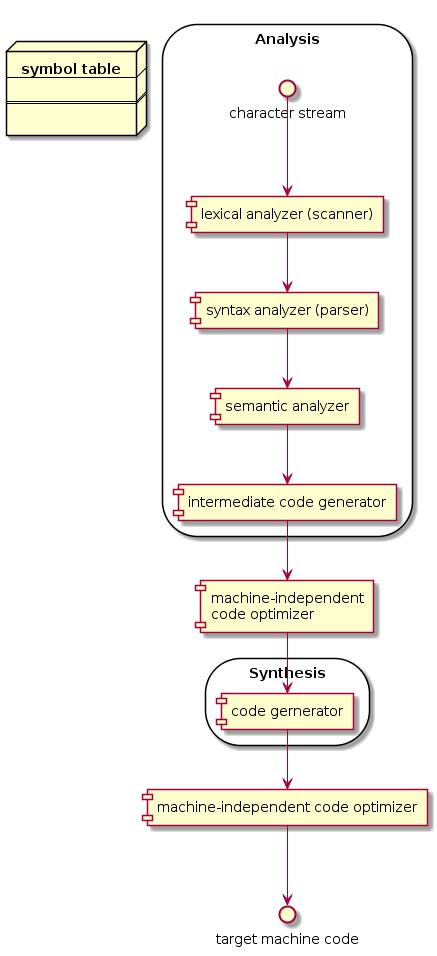 symbol table
Analysis
character stream
lexical analyzer (scanner)
syntax analyzer (parser)
semantic analyzer
intermediate code generator
machine-independent
code optimizer
Synthesis
code gernerator
machine-independent code optimizer
target machine code